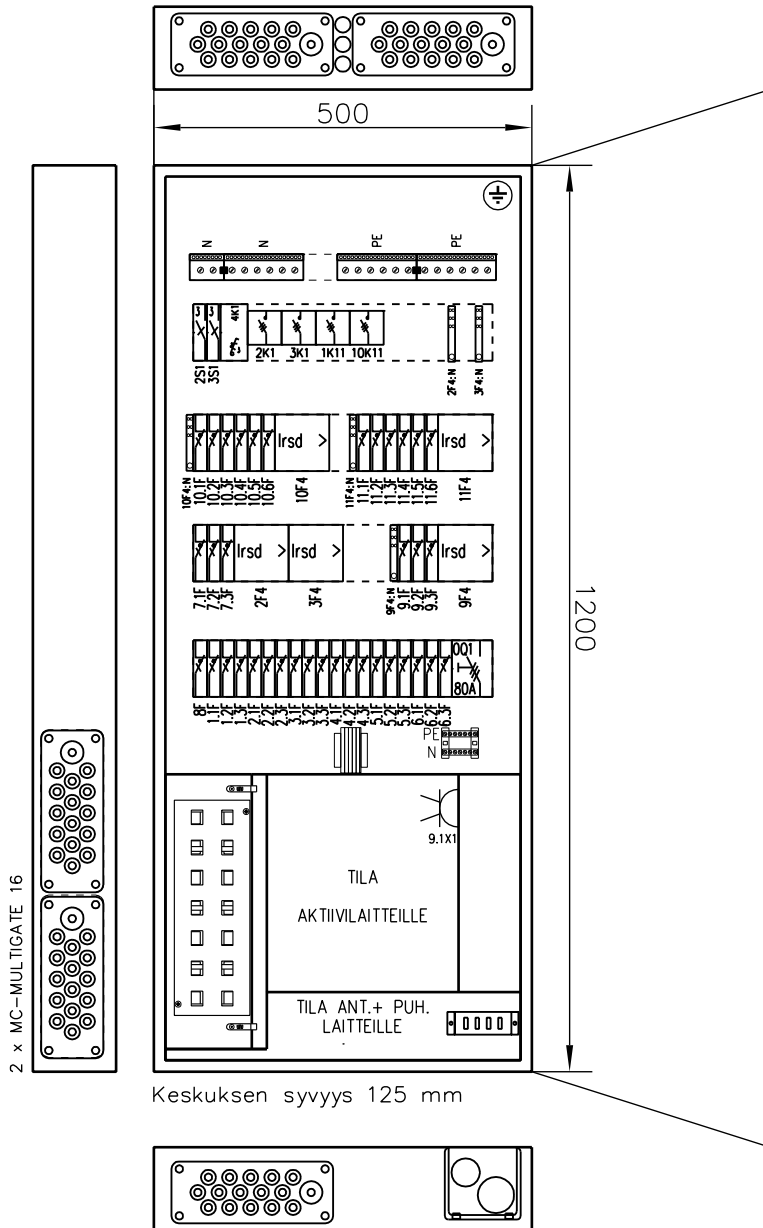 500
N N PE PE
3 3 4K1
2S1 3S1 2K1 3K1 1K11 10K11 2F4:N 3F4:N
Irsd > Irsd >
10F4:N 10.1F 10.2F 10.3F 10.4F 10.5F 10.6F 10F4 11F4:N 11.1F 11.2F 11.3F 11.4F 11.5F 11.6F 11F4
Irsd > Irsd > Irsd >
7.1F 7.2F 7.3F 2F4 3F4 9F4:N 9.1F 9.2F 9.3F 9F4
1200
0Q1
80A
8F 1.1F 1.2F 1.3F 2.1F 2.2F 2.3F 3.1F 3.2F 3.3F 4.1F 4.2F 4.3F 5.1F 5.2F 5.3F 6.1F 6.2F 6.3F
PE
N
9.1X1
TILA
AKTIIVILAITTEILLE
TILA ANT.+ PUH.
LAITTEILLE
2 x MC-MULTIGATE 16
Keskuksen syvyys 125 mm